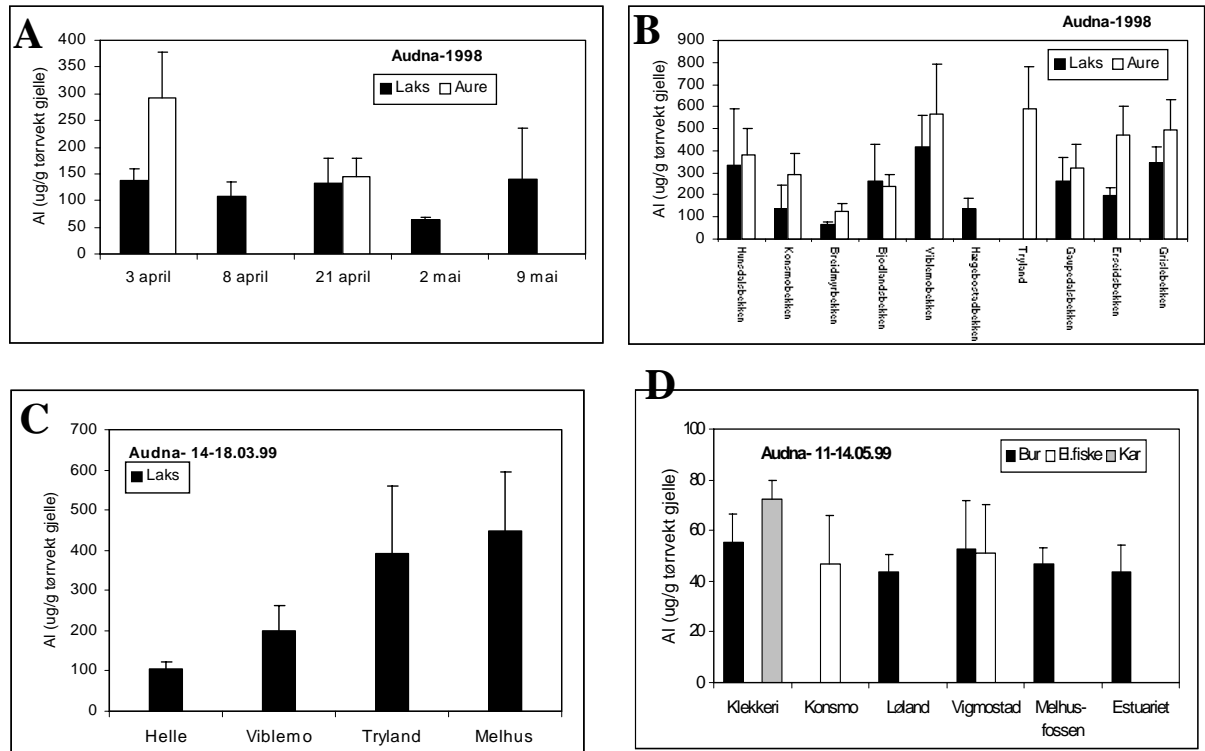 A
Audna-1998
Laks Aure
Al (ug/g tørrvekt gjelle)
400
350
300
250
200
150
100
50
0
3 april 8 april 21 april 2 mai 9 mai
B
Audna-1998
Laks Aure
Al (ug/g tørrvekt gjelle)
900
800
700
600
500
400
300
200
100
0
Hunsdalsbekken
Konsmobekken
Breidmyrbekken
Bjodlandsbekken
Viblemobekken
Hægebostadbekken
Tryland
Gaupedalsbekken
Erseidsbekken
Grislebekken
C
Audna- 14-18.03.99
Laks
Al (ug/g tørrvekt gjelle)
700
600
500
400
300
200
100
0
Helle Viblemo Tryland Melhus
D
Audna- 11-14.05.99
Bur El.fiske Kar
Al (ug/g tørrvekt gjelle)
100
80
60
40
20
0
Klekkeri Konsmo Løland Vigmostad Melhus- Estuariet
fossen